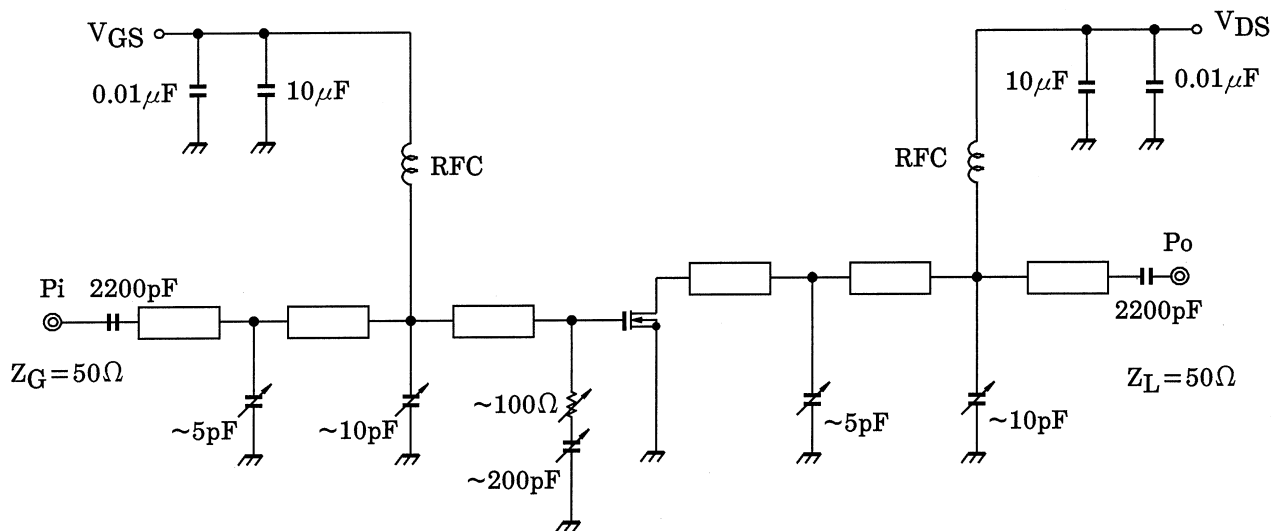 VGS
VDS
0.01μF
10μF
10μF
0.01μF
RFC
RFC
Pi
2200pF
Po
2200pF
ZG=50Ω
ZL=50Ω
~5pF
~10pF
~100Ω
~200pF
~5pF
~10pF